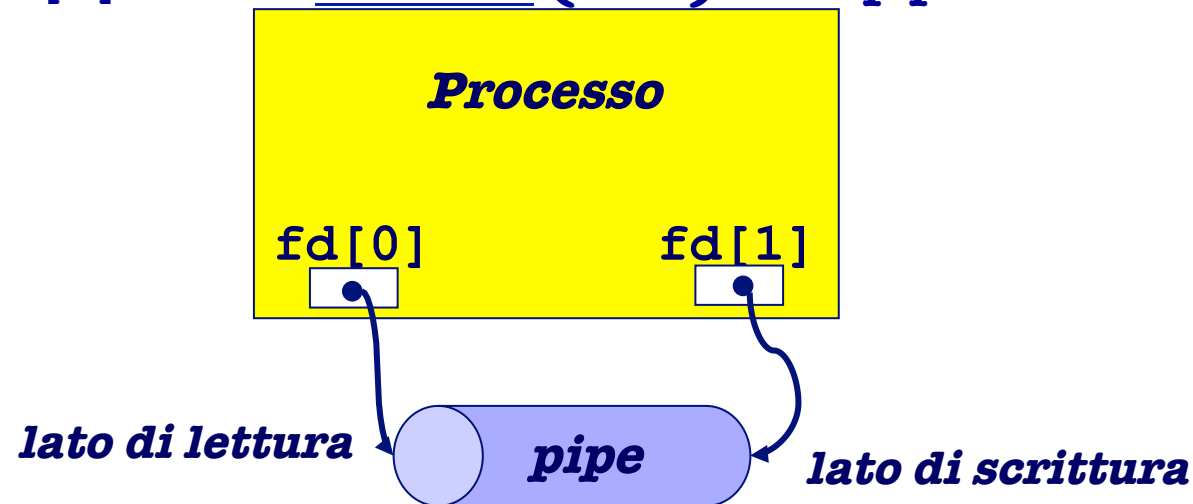 Processo
fd[0] fd[1]
lato di lettura
pipe
lato di scrittura